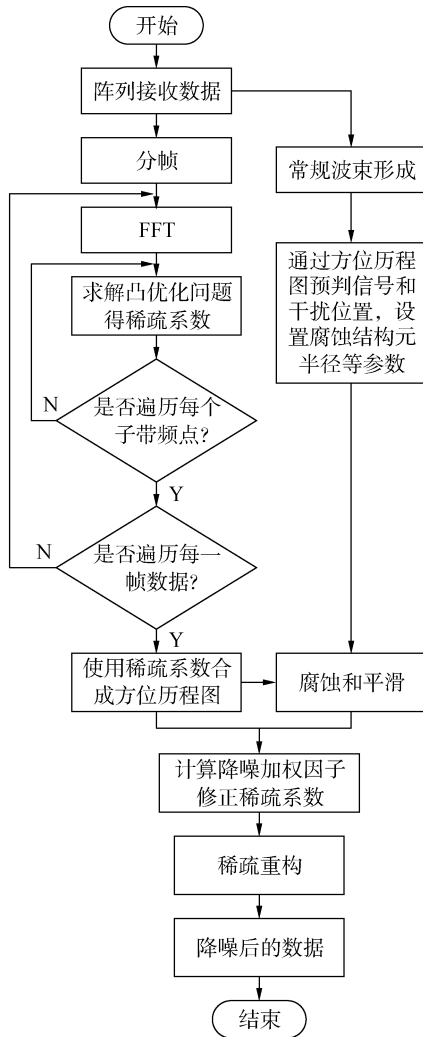 开始
阵列接收数据
分帧
FFT
求解凸优化问题
得稀疏系数
是否遍历每个
子带频点?
N
Y
是否遍历每一
帧数据?
N
Y
使用稀疏系数合
成方位历程图
常规波束形成
通过方位历程
图预判信号和
干扰位置，设
置腐蚀结构元
半径等参数
腐蚀和平滑
计算降噪加权因子
修正稀疏系数
稀疏重构
降噪后的数据
结束